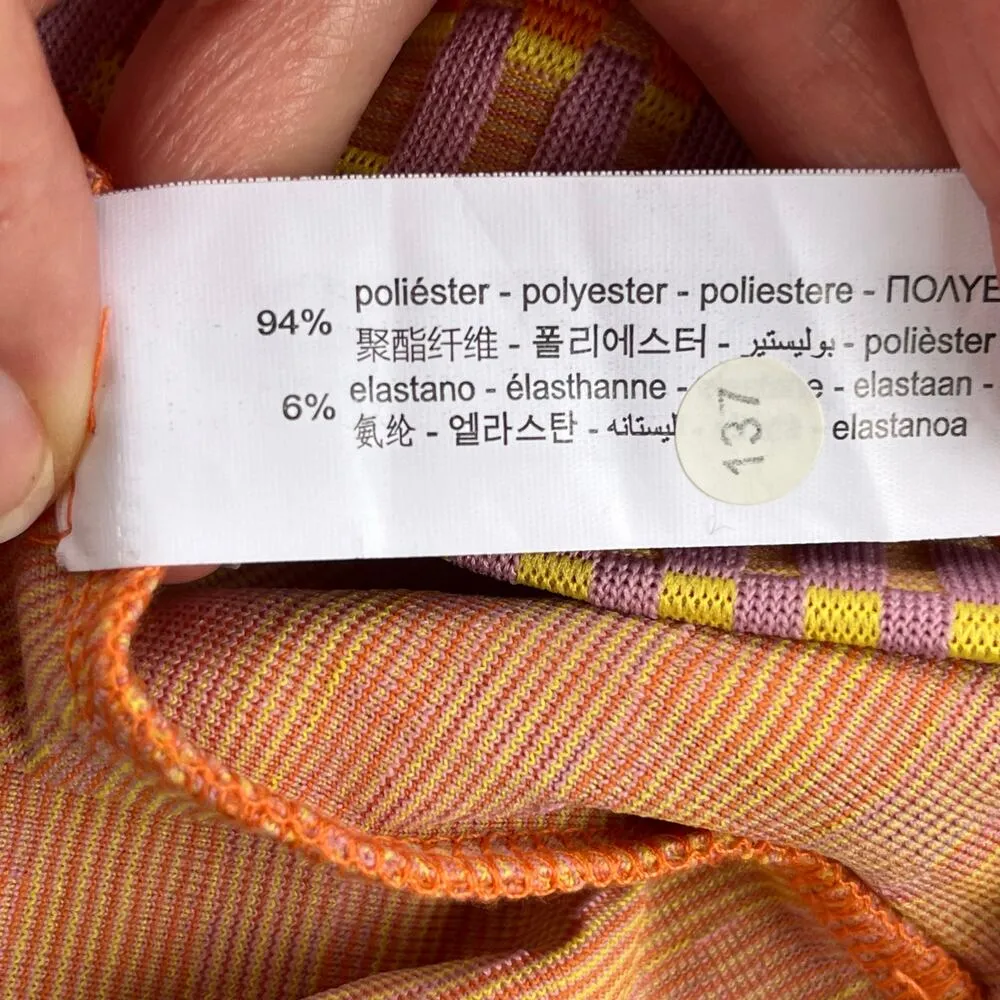 94% poliéster - polyester - poliestere - ΠΟΛΥΕ
聚酯纤维 - 폴리에스터 - بوليستير - polièster
6% elastano - élasthanne - e - elastaan -
氨纶 - 엘라스탄 - elastanoa
137